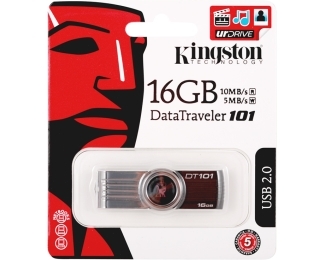 urDRIVE
Kingston
TECHNOLOGY
16GB 10MB/s R
5MB/s W
DataTraveler 101
DT101
16GB
USB 2.0
5